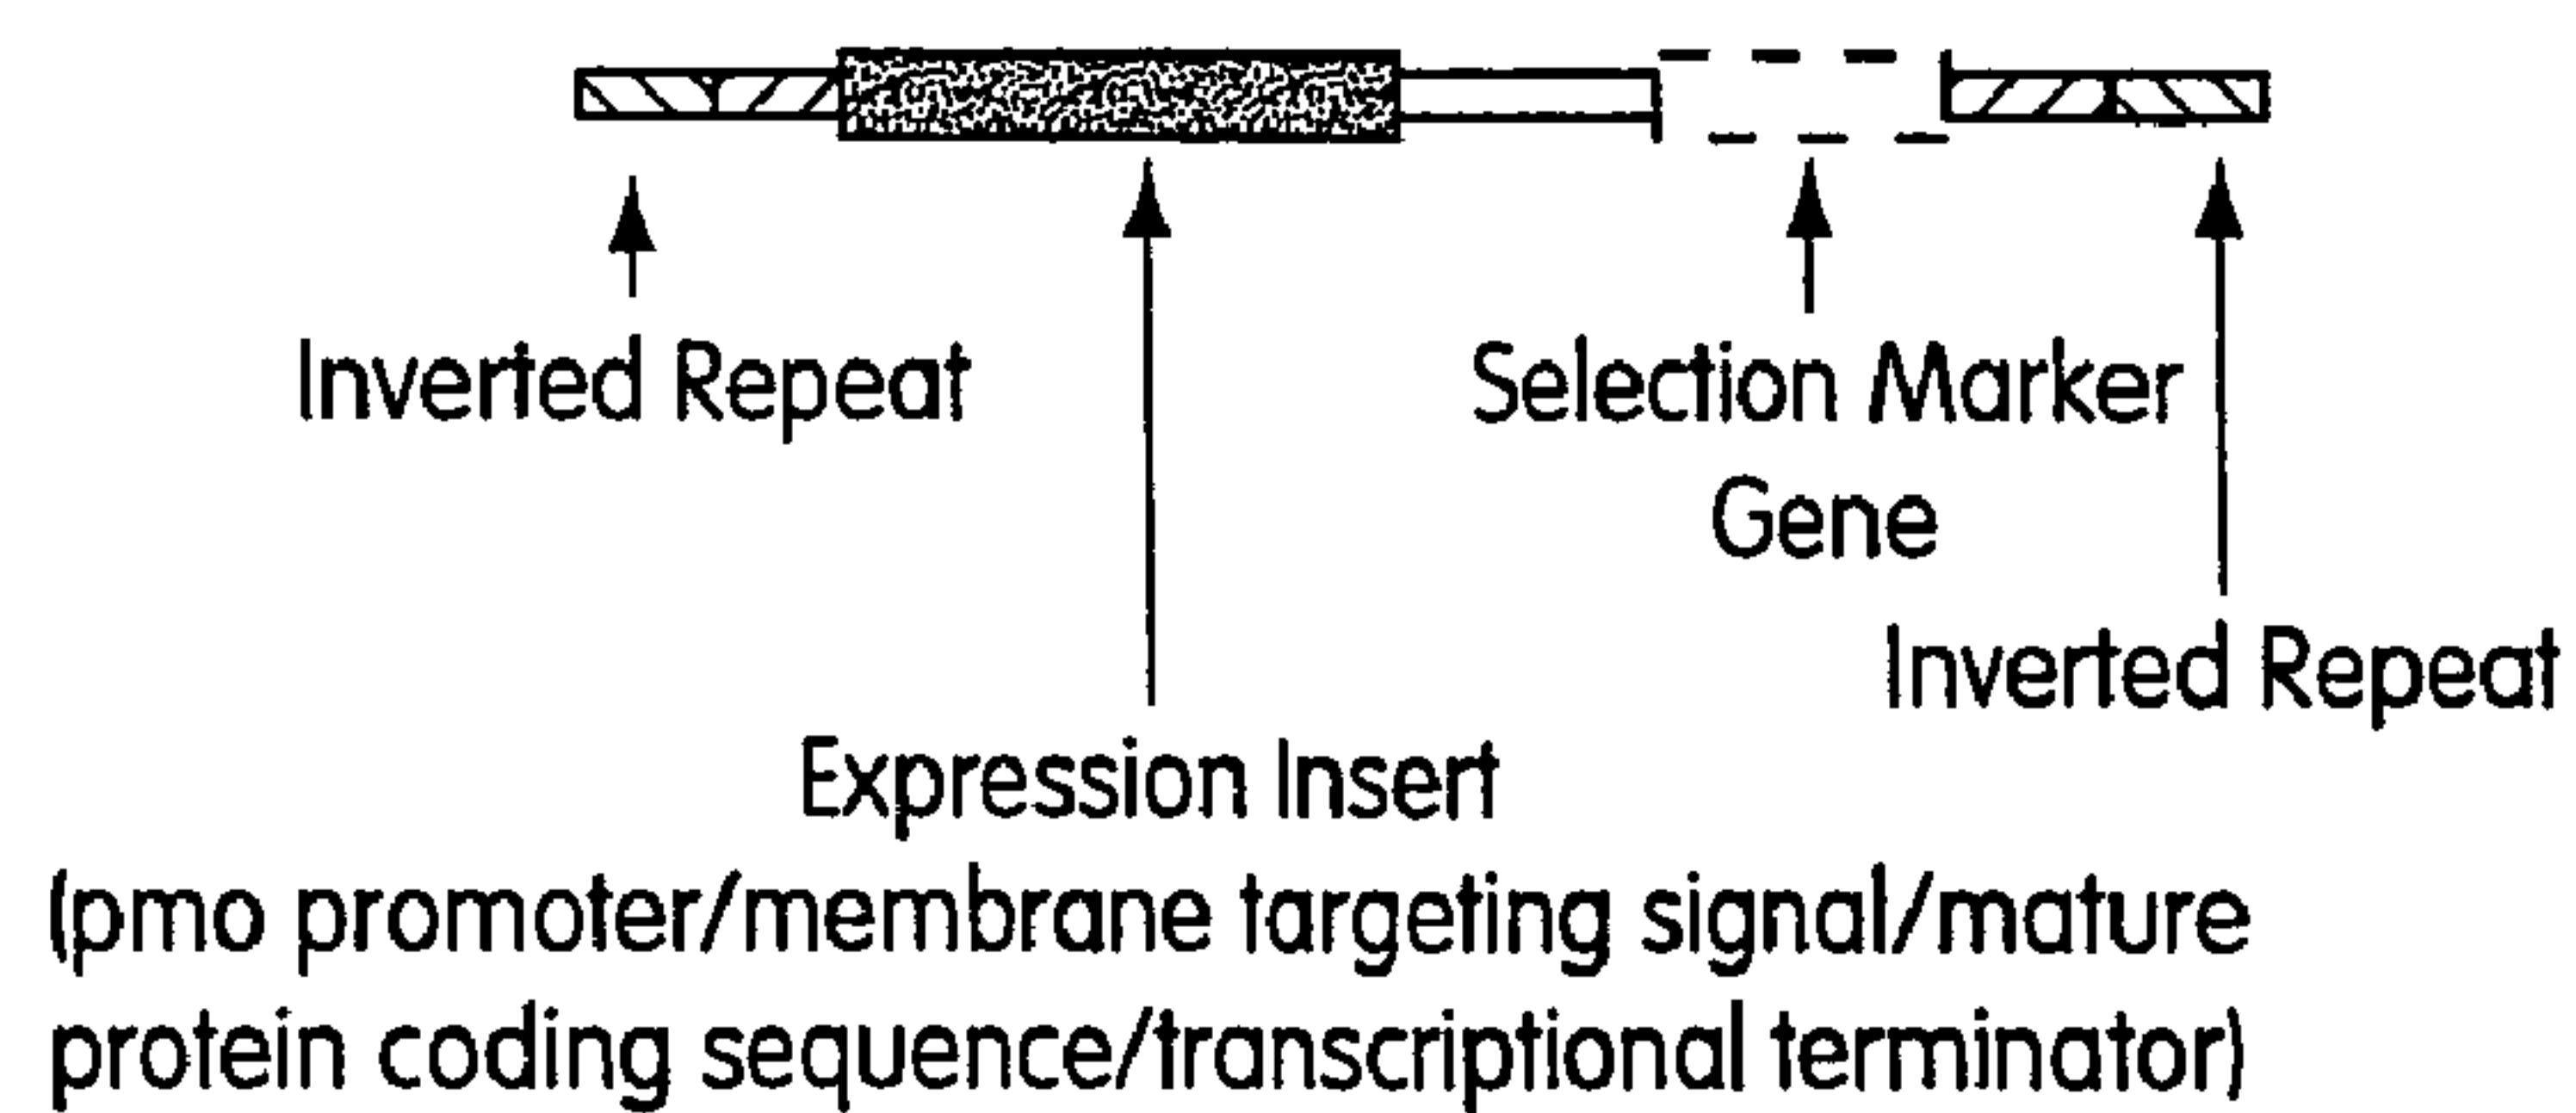 Inverted Repeat
Selection Marker
Gene
Inverted Repeat
Expression Insert
(pmo promoter/membrane targeting signal/mature
protein coding sequence/transcriptional terminator)